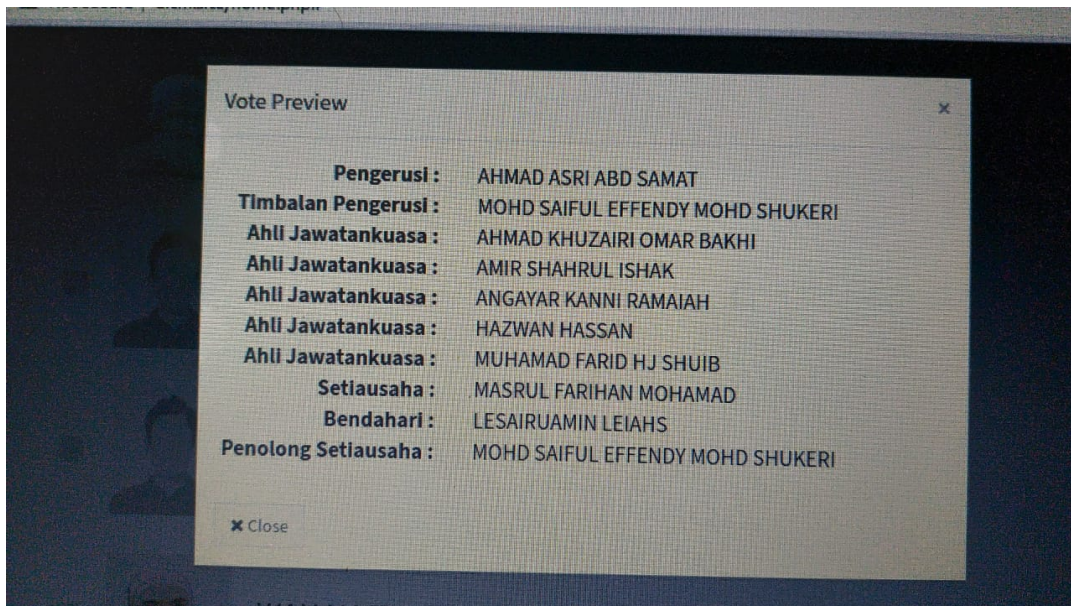 Vote Preview ×
Pengerusi : AHMAD ASRI ABD SAMAT
Timbalan Pengerusi : MOHD SAIFUL EFFENDY MOHD SHUKERI
Ahli Jawatankuasa : AHMAD KHUZAIRI OMAR BAKHI
Ahli Jawatankuasa : AMIR SHAHRUL ISHAK
Ahli Jawatankuasa : ANGAYAR KANNI RAMAIAH
Ahli Jawatankuasa : HAZWAN HASSAN
Ahli Jawatankuasa : MUHAMAD FARID HJ SHUIB
Setiausaha : MASRUL FARIHAN MOHAMAD
Bendahari : LESAIRUAMIN LEIAHS
Penolong Setiausaha : MOHD SAIFUL EFFENDY MOHD SHUKERI
✖ Close